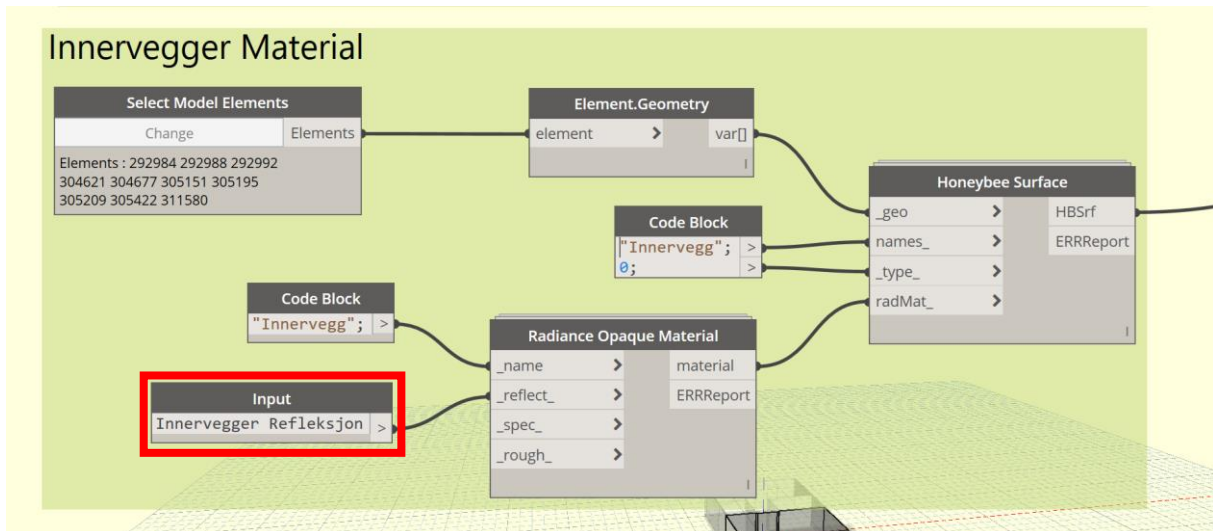 Innervegger Material
Select Model Elements
Change
Elements
Elements : 292984 292988 292992
304621 304677 305151 305195
305209 305422 311580
Element.Geometry
element >
var[]
l
Honeybee Surface
_geo >
HBSrf
names_ >
ERRReport
_type_ >
radMat_ >
l
Code Block
"Innervegg"; >
0; >
Code Block
"Innervegg"; >
Radiance Opaque Material
_name >
material
_reflect_ >
ERRReport
_spec_ >
_rough_ >
l
Input
Innervegger Refleksjon >